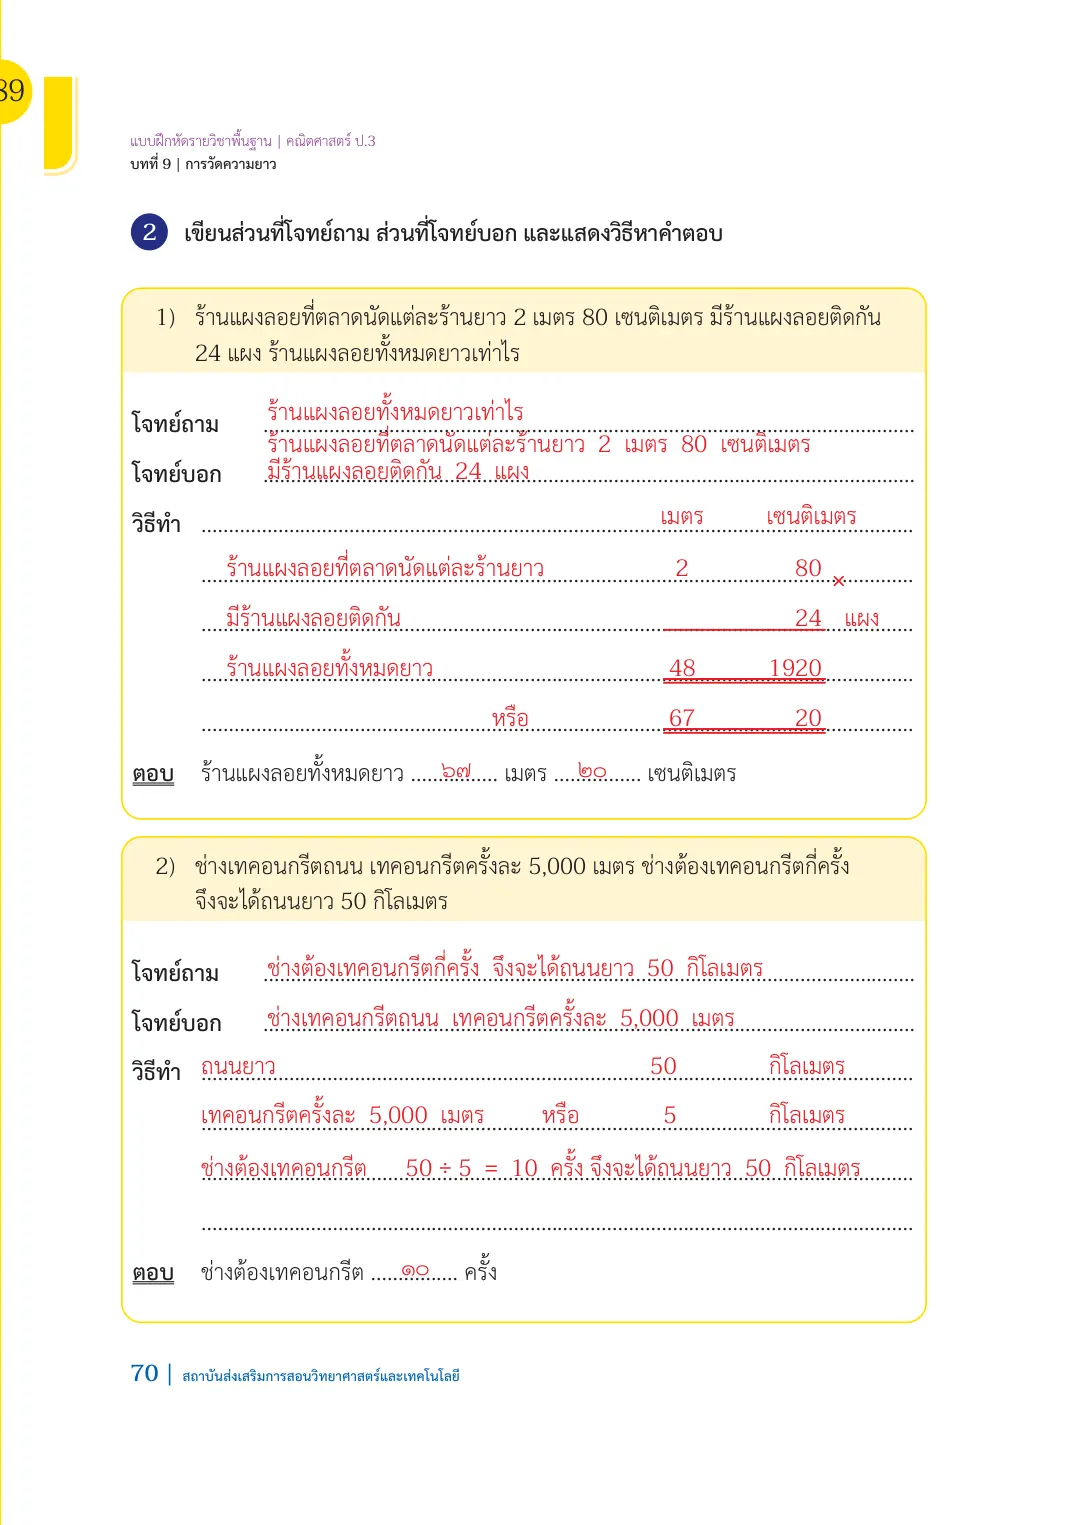 89
แบบฝึกหัดรายวิชาพื้นฐาน | คณิตศาสตร์ ป.3
บทที่ 9 | การวัดความยาว
2 เขียนส่วนที่โจทย์ถาม ส่วนที่โจทย์บอก และแสดงวิธีหาคำตอบ
1) ร้านแผงลอยที่ตลาดนัดแต่ละร้านยาว 2 เมตร 80 เซนติเมตร มีร้านแผงลอยติดกัน
24 แผง ร้านแผงลอยทั้งหมดยาวเท่าไร
โจทย์ถาม ร้านแผงลอยทั้งหมดยาวเท่าไร
ร้านแผงลอยที่ตลาดนัดแต่ละร้านยาว 2 เมตร 80 เซนติเมตร
โจทย์บอก มีร้านแผงลอยติดกัน 24 แผง
วิธีทำ เมตร เซนติเมตร
ร้านแผงลอยที่ตลาดนัดแต่ละร้านยาว 2 80 ×
มีร้านแผงลอยติดกัน 24 แผง
ร้านแผงลอยทั้งหมดยาว 48 1920
หรือ 67 20
ตอบ ร้านแผงลอยทั้งหมดยาว ๖๗ เมตร ๒๐ เซนติเมตร
2) ช่างเทคอนกรีตถนน เทคอนกรีตครั้งละ 5,000 เมตร ช่างต้องเทคอนกรีตกี่ครั้ง
จึงจะได้ถนนยาว 50 กิโลเมตร
โจทย์ถาม ช่างต้องเทคอนกรีตกี่ครั้ง จึงจะได้ถนนยาว 50 กิโลเมตร
โจทย์บอก ช่างเทคอนกรีตถนน เทคอนกรีตครั้งละ 5,000 เมตร
วิธีทำ ถนนยาว 50 กิโลเมตร
เทคอนกรีตครั้งละ 5,000 เมตร หรือ 5 กิโลเมตร
ช่างต้องเทคอนกรีต 50 ÷ 5 = 10 ครั้ง จึงจะได้ถนนยาว 50 กิโลเมตร
ตอบ ช่างต้องเทคอนกรีต ๑๐ ครั้ง
70 | สถาบันส่งเสริมการสอนวิทยาศาสตร์และเทคโนโลยี